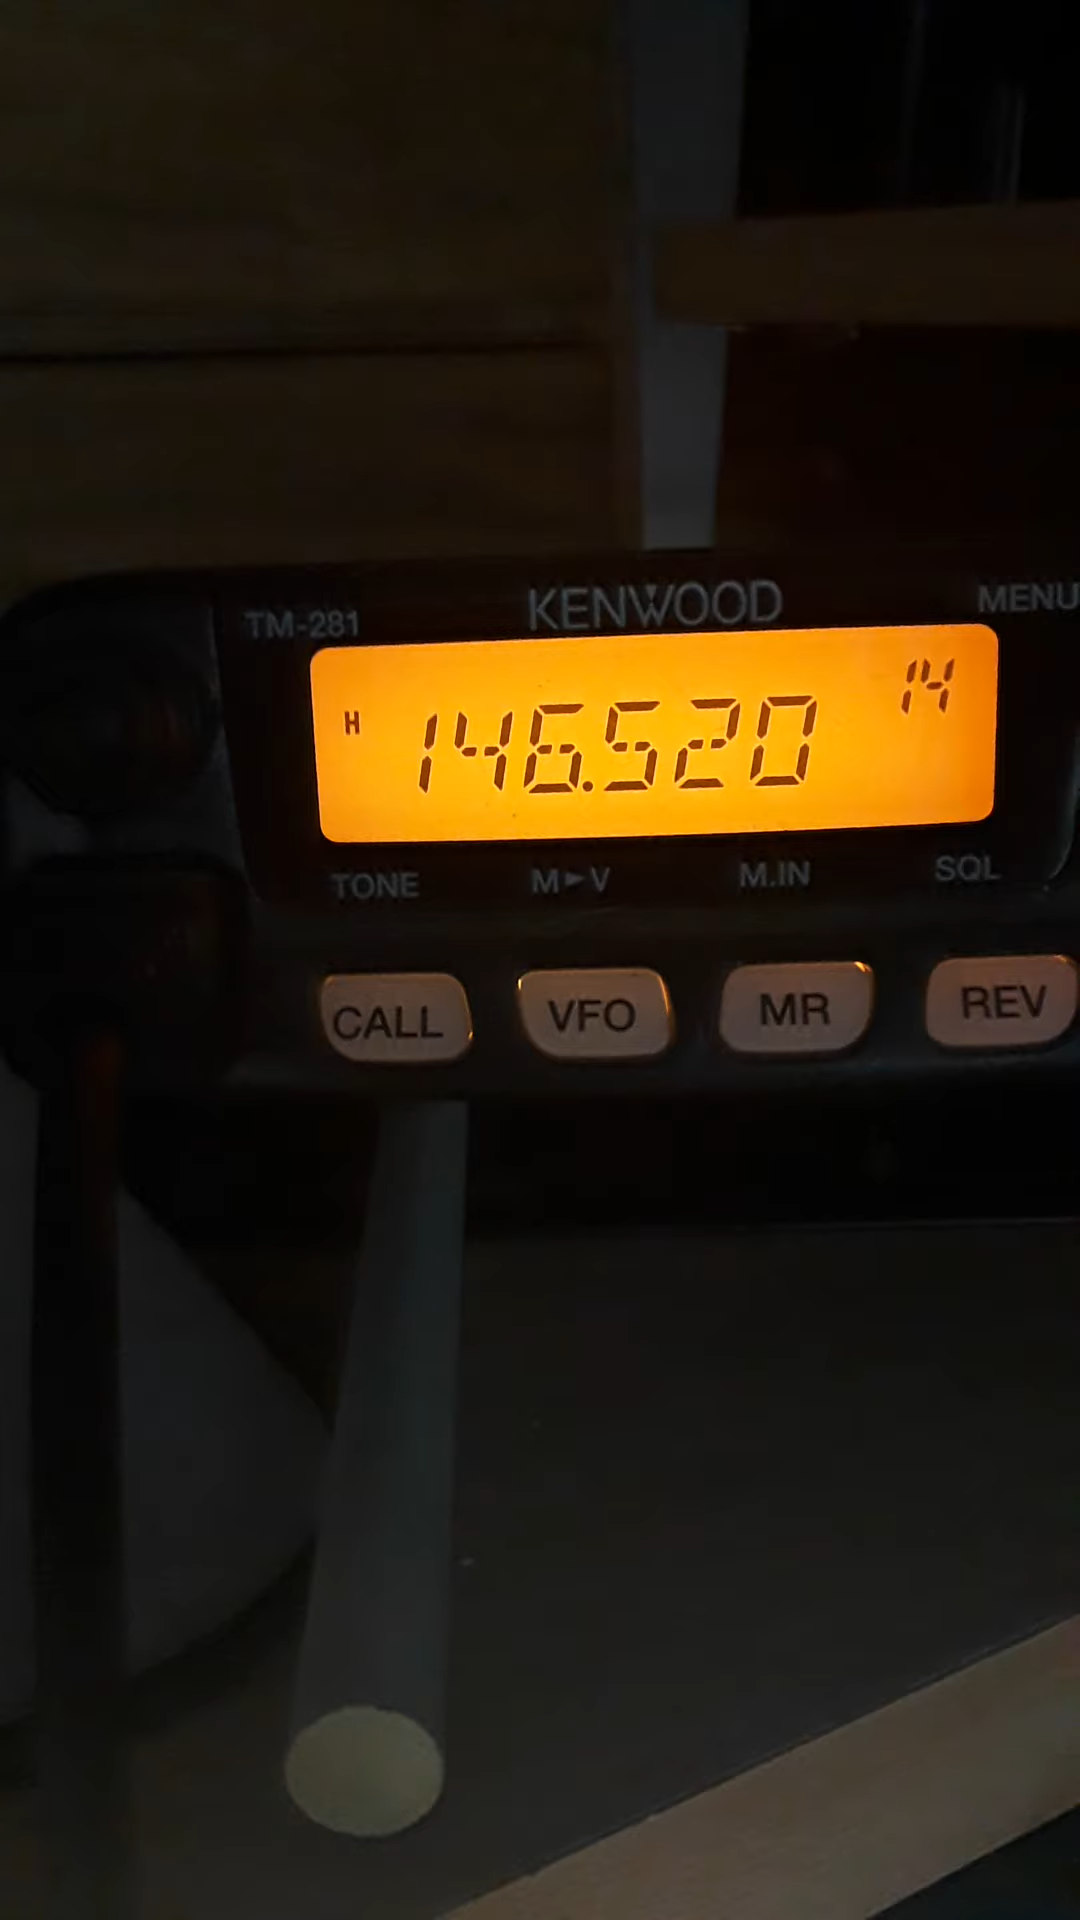 TM-281 KENWOOD MENU
H 146.520 14
TONE M►V M.IN SQL
CALL VFO MR REV